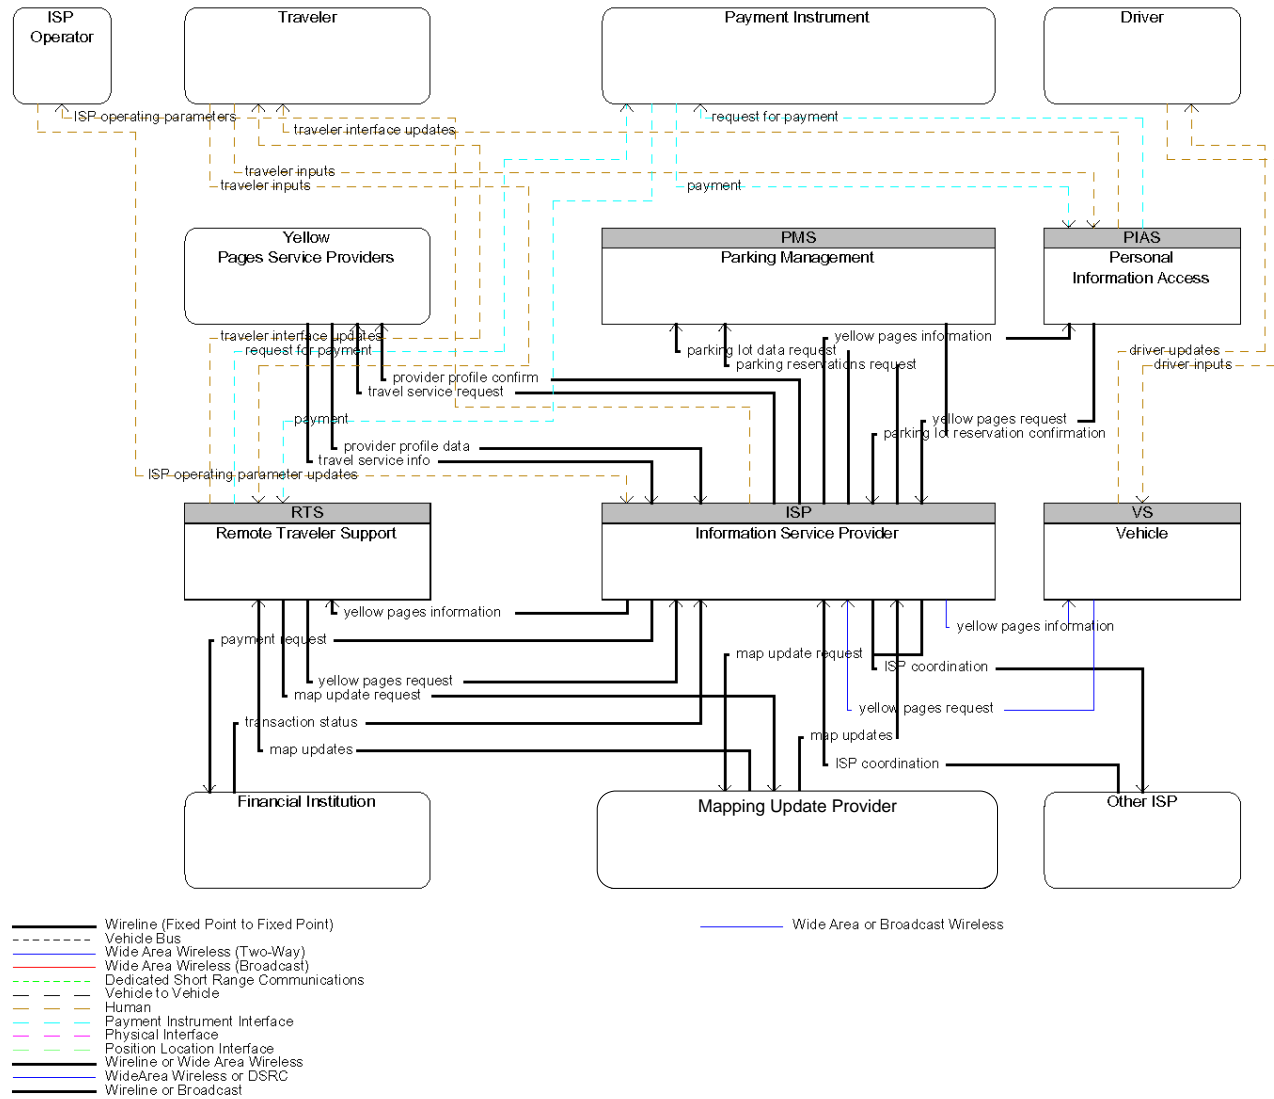 ISP
Operator
Traveler
Payment Instrument
Driver
ISP operating parameters
traveler interface updates
request for payment
traveler inputs
traveler inputs
payment
Yellow
Pages Service Providers
PMS
Parking Management
PIAS
Personal
Information Access
traveler interface updates
request for payment
yellow pages information
parking lot data request
parking reservations request
driver updates
driver inputs
provider profile confirm
travel service request
payment
yellow pages request
parking lot reservation confirmation
provider profile data
travel service info
ISP operating parameter updates
RTS
Remote Traveler Support
ISP
Information Service Provider
VS
Vehicle
yellow pages information
yellow pages information
payment request
map update request
ISP coordination
yellow pages request
map update request
yellow pages request
transaction status
map updates
map updates
ISP coordination
Financial Institution
Mapping Update Provider
Other ISP
Wireline (Fixed Point to Fixed Point)
Vehicle Bus
Wide Area Wireless (Two-Way)
Wide Area Wireless (Broadcast)
Dedicated Short Range Communications
Vehicle to Vehicle
Human
Payment Instrument Interface
Physical Interface
Position Location Interface
Wireline or Wide Area Wireless
WideArea Wireless or DSRC
Wireline or Broadcast
Wide Area or Broadcast Wireless